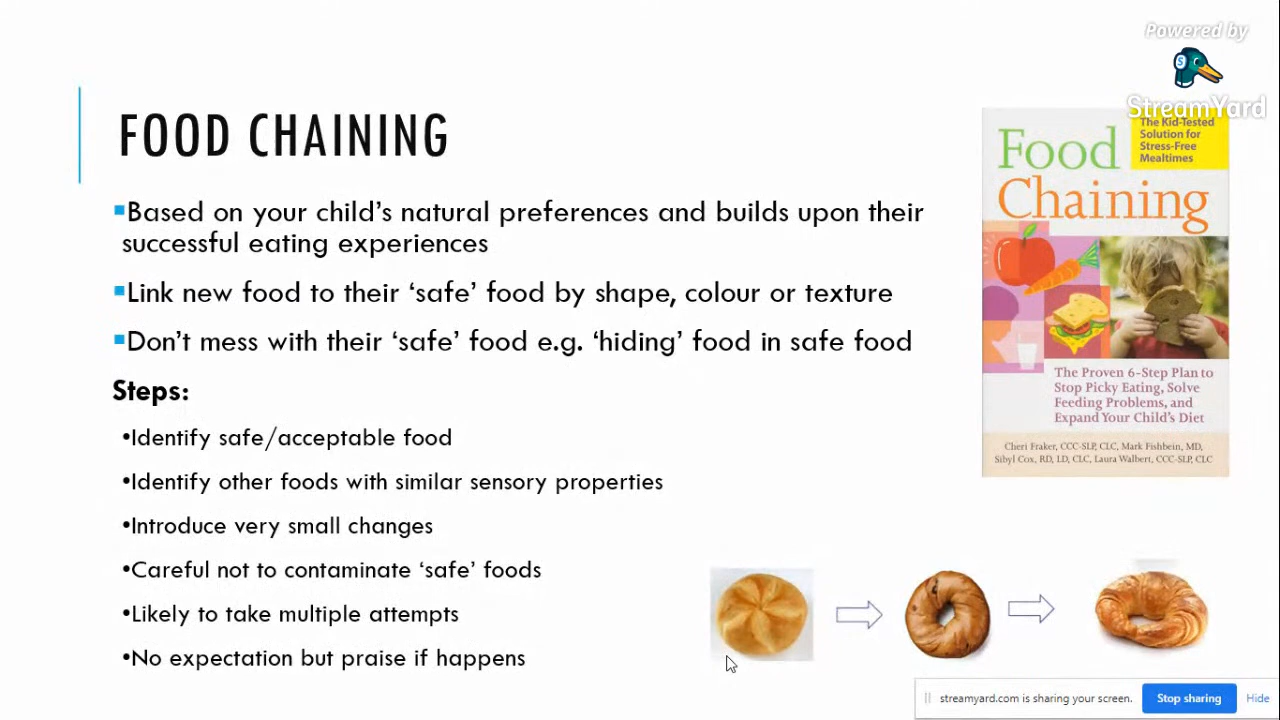 Powered by
StreamYard
FOOD CHAINING
▪Based on your child’s natural preferences and builds upon their
successful eating experiences
▪Link new food to their ‘safe’ food by shape, colour or texture
▪Don’t mess with their ‘safe’ food e.g. ‘hiding’ food in safe food
Steps:
•Identify safe/acceptable food
•Identify other foods with similar sensory properties
•Introduce very small changes
•Careful not to contaminate ‘safe’ foods
•Likely to take multiple attempts
•No expectation but praise if happens
The Kid-Tested
Solution for
Stress-Free
Mealtimes
Food
Chaining
The Proven 6-Step Plan to
Stop Picky Eating, Solve
Feeding Problems, and
Expand Your Child's Diet
Cheri Fraker, CCC-SLP, CLC, Mark Fishbein, MD,
Sibyl Cox, RD, LD, CLC, Laura Walbert, CCC-SLP, CLC
streamyard.com is sharing your screen.
Stop sharing
Hide